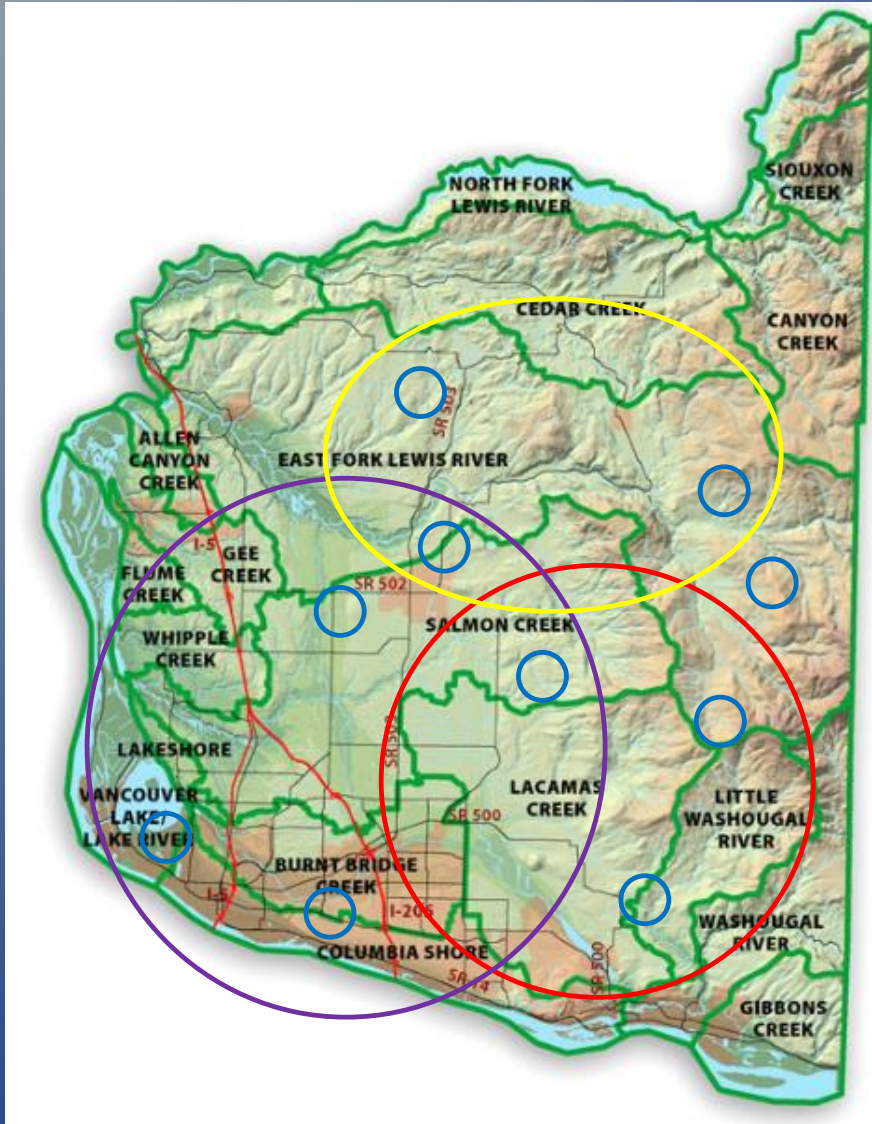 SIOUXON
CREEK
NORTH FORK
LEWIS RIVER
CEDAR CREEK
CANYON
CREEK
SR 503
ALLEN
CANYON
CREEK
EAST FORK LEWIS RIVER
I-5
GEE
CREEK
FLUME
CREEK
SR 502
WHIPPLE
CREEK
SALMON CREEK
LAKESHORE
SR 503
VANCOUVER
LAKE/
LAKE RIVER
LACAMAS
CREEK
LITTLE
WASHOUGAL
RIVER
SR 500
BURNT BRIDGE
CREEK
I-5
I-205
WASHOUGAL
RIVER
COLUMBIA SHORE
SR 500
SR 14
GIBBONS
CREEK